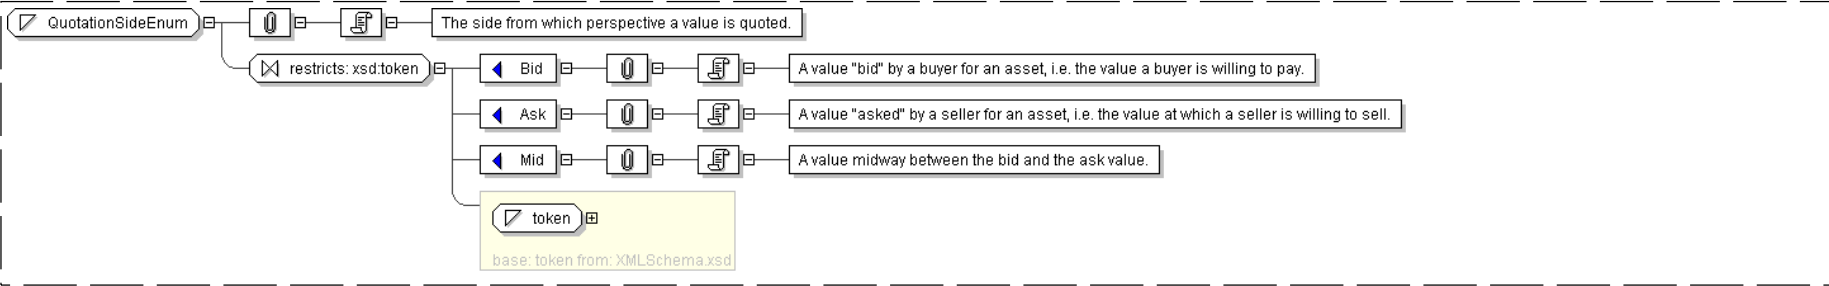 QuotationSideEnum
The side from which perspective a value is quoted.
restricts: xsd:token
Bid
A value "bid" by a buyer for an asset, i.e. the value a buyer is willing to pay.
Ask
A value "asked" by a seller for an asset, i.e. the value at which a seller is willing to sell.
Mid
A value midway between the bid and the ask value.
token
base: token from: XMLSchema.xsd